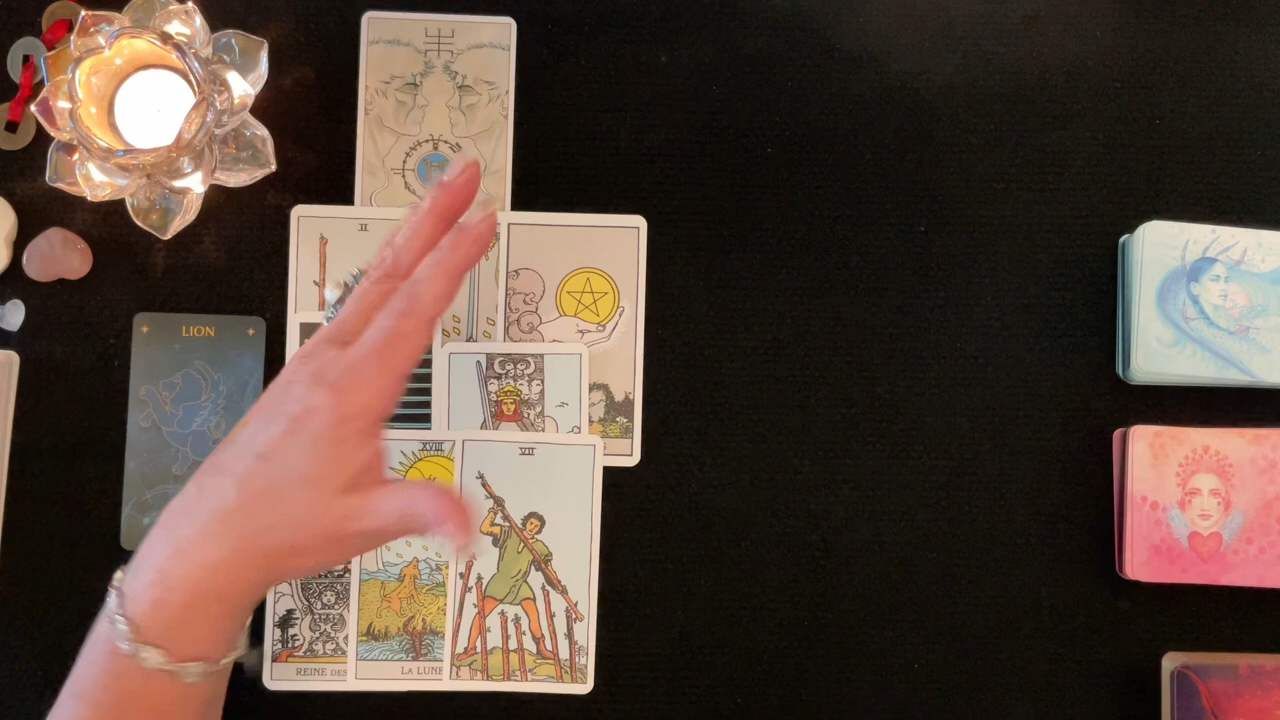 II
LION
XVIII
VII
REINE DES
LA LUNE